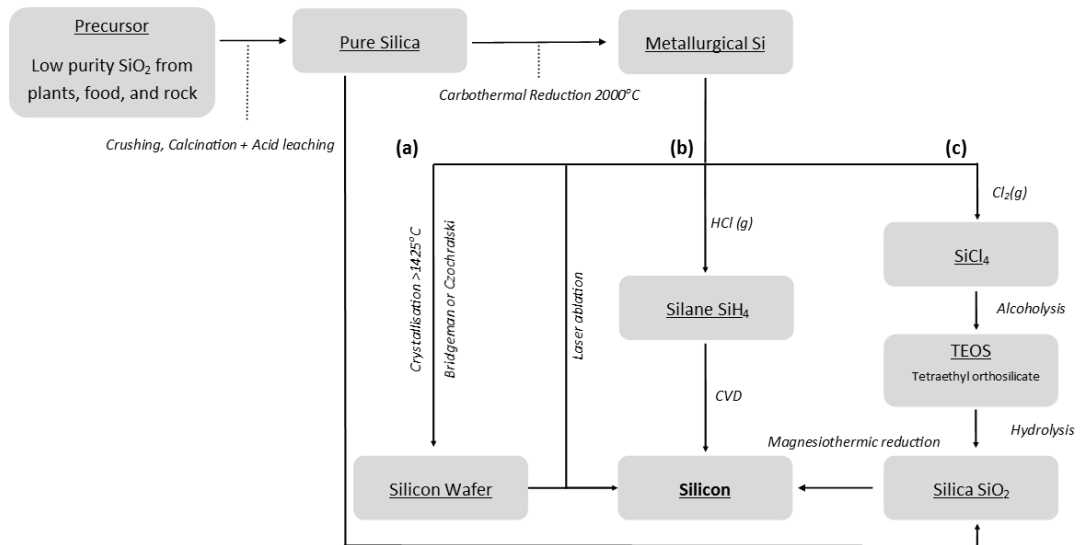 Precursor
Low purity SiO₂ from
plants, food, and rock
Pure Silica
Metallurgical Si
Carbothermal Reduction 2000°C
Crushing, Calcination + Acid leaching
(a)
(b)
(c)
Cl₂(g)
HCl (g)
Crystallisation >1425°C
Bridgeman or Czochralski
Laser ablation
SiCl₄
Silane SiH₄
Alcoholysis
TEOS
Tetraethyl orthosilicate
CVD
Hydrolysis
Magnesiothermic reduction
Silicon Wafer
Silicon
Silica SiO₂